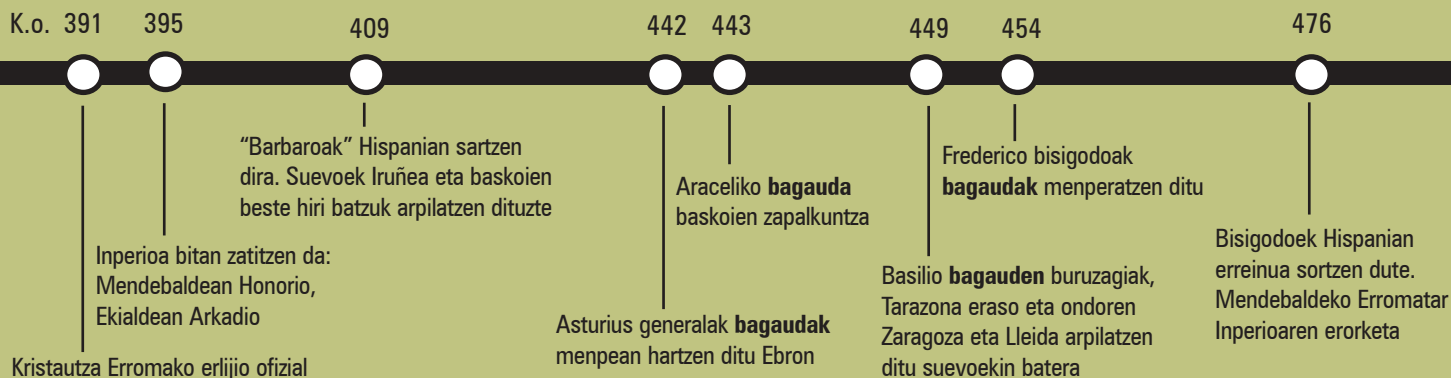 K.o. 391 395 409 442 443 449 454 476
Kristautza Erromako erlijio ofizial
Inperioa bitan zatitzen da:
Mendebaldean Honorio,
Ekialdean Arkadio
“Barbaroak” Hispanian sartzen
dira. Suevoek Iruñea eta baskoien
beste hiri batzuk arpilatzen dituzte
Asturius generalak bagaudak
menpean hartzen ditu Ebron
Araceliko bagauda
baskoien zapalkuntza
Basilio bagauden buruzagiak,
Tarazona eraso eta ondoren
Zaragoza eta Lleida arpilatzen
ditu suevoekin batera
Frederico bisigodoak
bagaudak menperatzen ditu
Bisigodoek Hispanian
erreinua sortzen dute.
Mendebaldeko Erromatar
Inperioaren erorketa